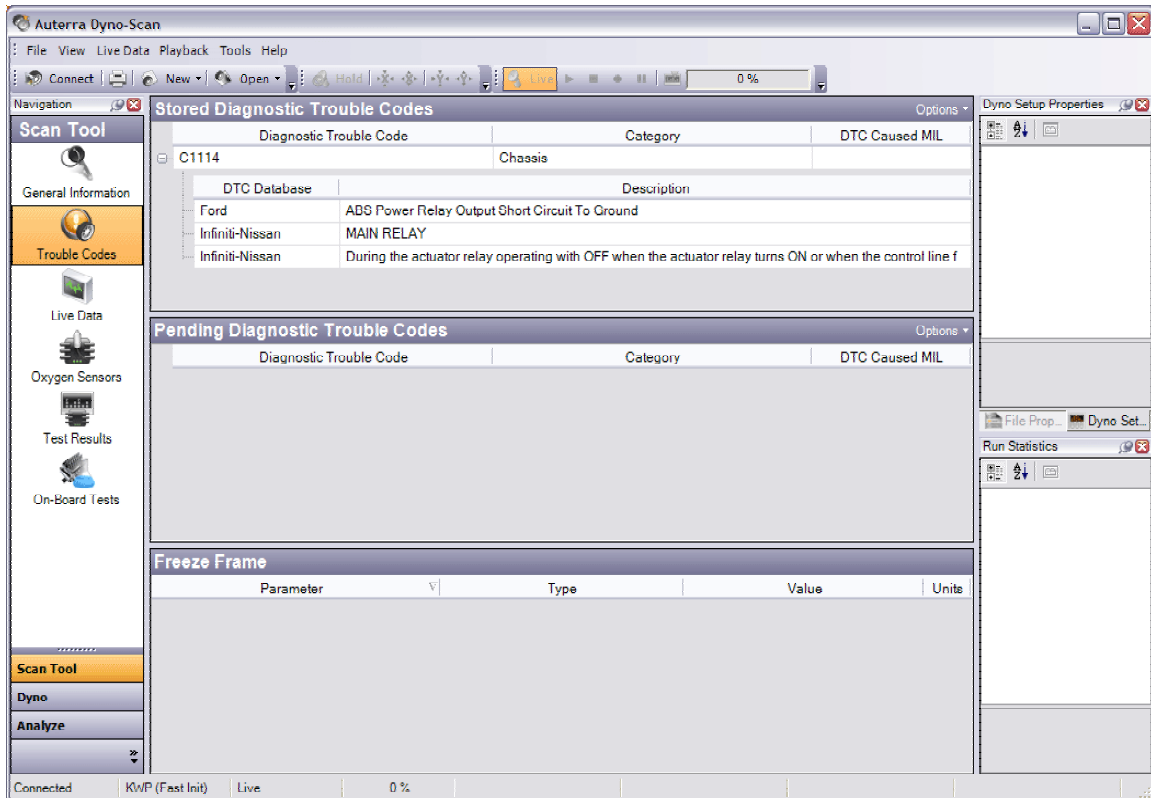 Auterra Dyno-Scan
File View Live Data Playback Tools Help
Connect New Open Hold Live 0 %
Navigation
Scan Tool
General Information
Trouble Codes
Live Data
Oxygen Sensors
Test Results
On-Board Tests
Scan Tool
Dyno
Analyze
Stored Diagnostic Trouble Codes Options
Diagnostic Trouble Code Category DTC Caused MIL
C1114 Chassis
DTC Database Description
Ford ABS Power Relay Output Short Circuit To Ground
Infiniti-Nissan MAIN RELAY
Infiniti-Nissan During the actuator relay operating with OFF when the actuator relay turns ON or when the control line f
Pending Diagnostic Trouble Codes Options
Diagnostic Trouble Code Category DTC Caused MIL
Freeze Frame
Parameter Type Value Units
Dyno Setup Properties
File Prop... Dyno Set...
Run Statistics
Connected KWP (Fast Init) Live 0 %